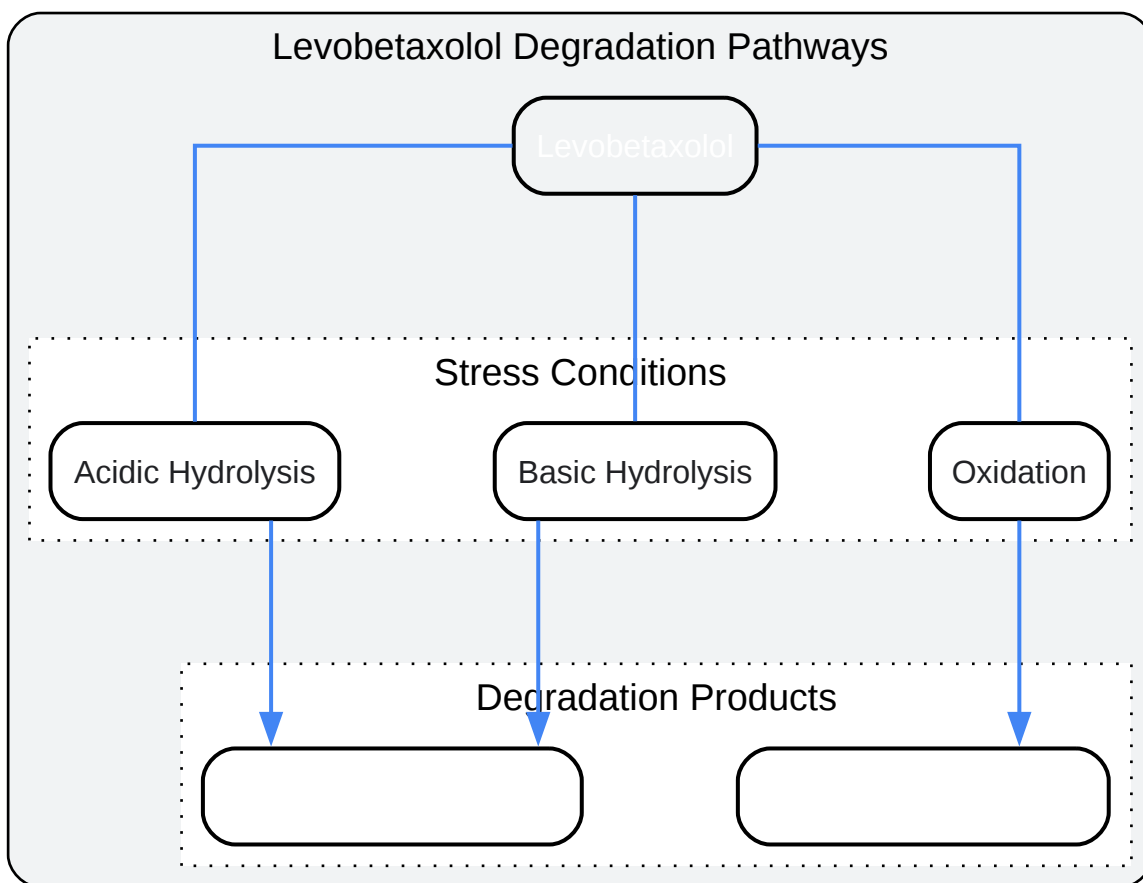 Levobetaxolol Degradation Pathways
Levobetaxolol
Stress Conditions
Acidic Hydrolysis
Basic Hydrolysis
Oxidation
Degradation Products